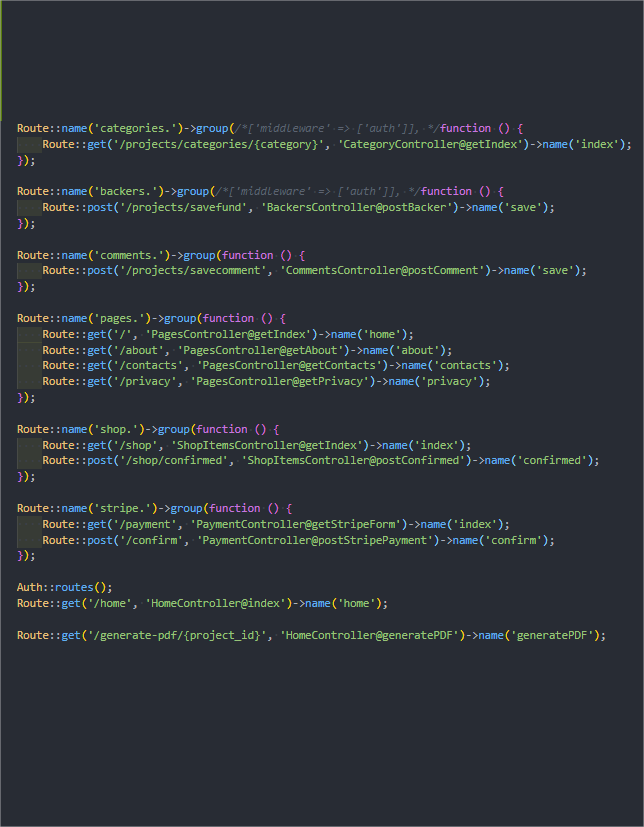 Route::name('categories.')->group(/*['middleware' => ['auth']], */function () {
Route::get('/projects/categories/{category}', 'CategoryController@getIndex')->name('index');
});
Route::name('backers.')->group(/*['middleware' => ['auth']], */function () {
Route::post('/projects/savefund', 'BackersController@postBacker')->name('save');
});
Route::name('comments.')->group(function () {
Route::post('/projects/savecomment', 'CommentsController@postComment')->name('save');
});
Route::name('pages.')->group(function () {
Route::get('/', 'PagesController@getIndex')->name('home');
Route::get('/about', 'PagesController@getAbout')->name('about');
Route::get('/contacts', 'PagesController@getContacts')->name('contacts');
Route::get('/privacy', 'PagesController@getPrivacy')->name('privacy');
});
Route::name('shop.')->group(function () {
Route::get('/shop', 'ShopItemsController@getIndex')->name('index');
Route::post('/shop/confirmed', 'ShopItemsController@postConfirmed')->name('confirmed');
});
Route::name('stripe.')->group(function () {
Route::get('/payment', 'PaymentController@getStripeForm')->name('index');
Route::post('/confirm', 'PaymentController@postStripePayment')->name('confirm');
});
Auth::routes();
Route::get('/home', 'HomeController@index')->name('home');
Route::get('/generate-pdf/{project_id}', 'HomeController@generatePDF')->name('generatePDF');